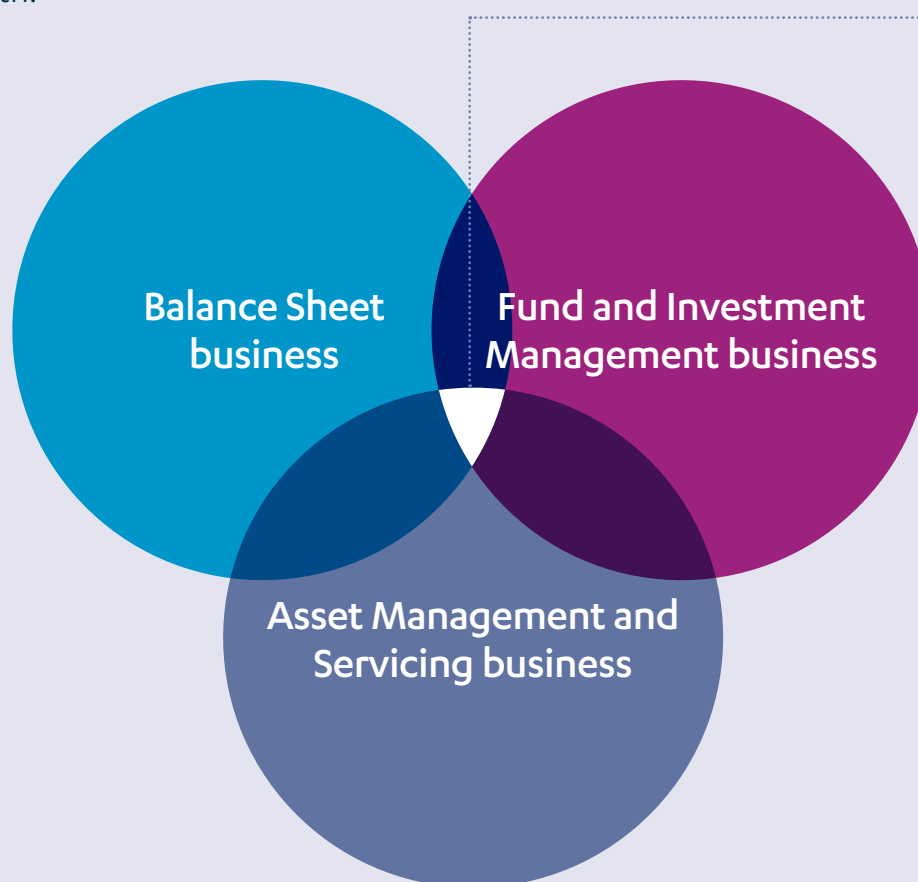 Balance Sheet
business
Fund and Investment
Management business
Asset Management and
Servicing business